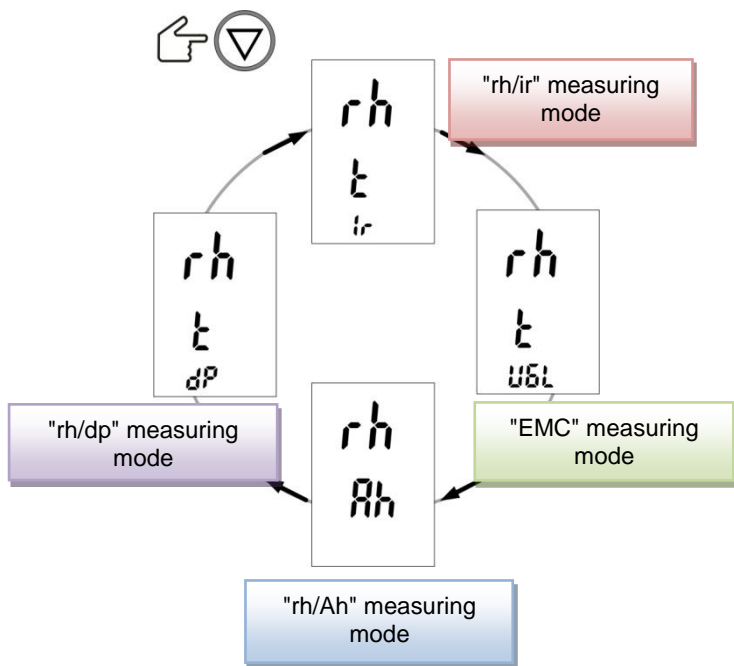 rh
t
ir
"rh/ir" measuring
mode
rh
t
dP
rh
t
UGL
"rh/dp" measuring
mode
rh
Ah
"EMC" measuring
mode
"rh/Ah" measuring
mode